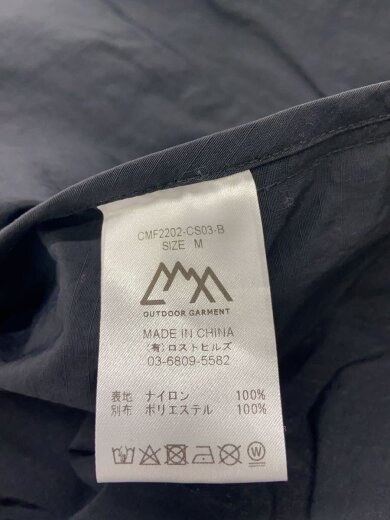 CMF2202-CS03-B
SIZE M
OUTDOOR GARMENT
MADE IN CHINA
(有)ロストヒルズ
03-6809-5582
表地 ナイロン 100%
別布 ポリエステル 100%